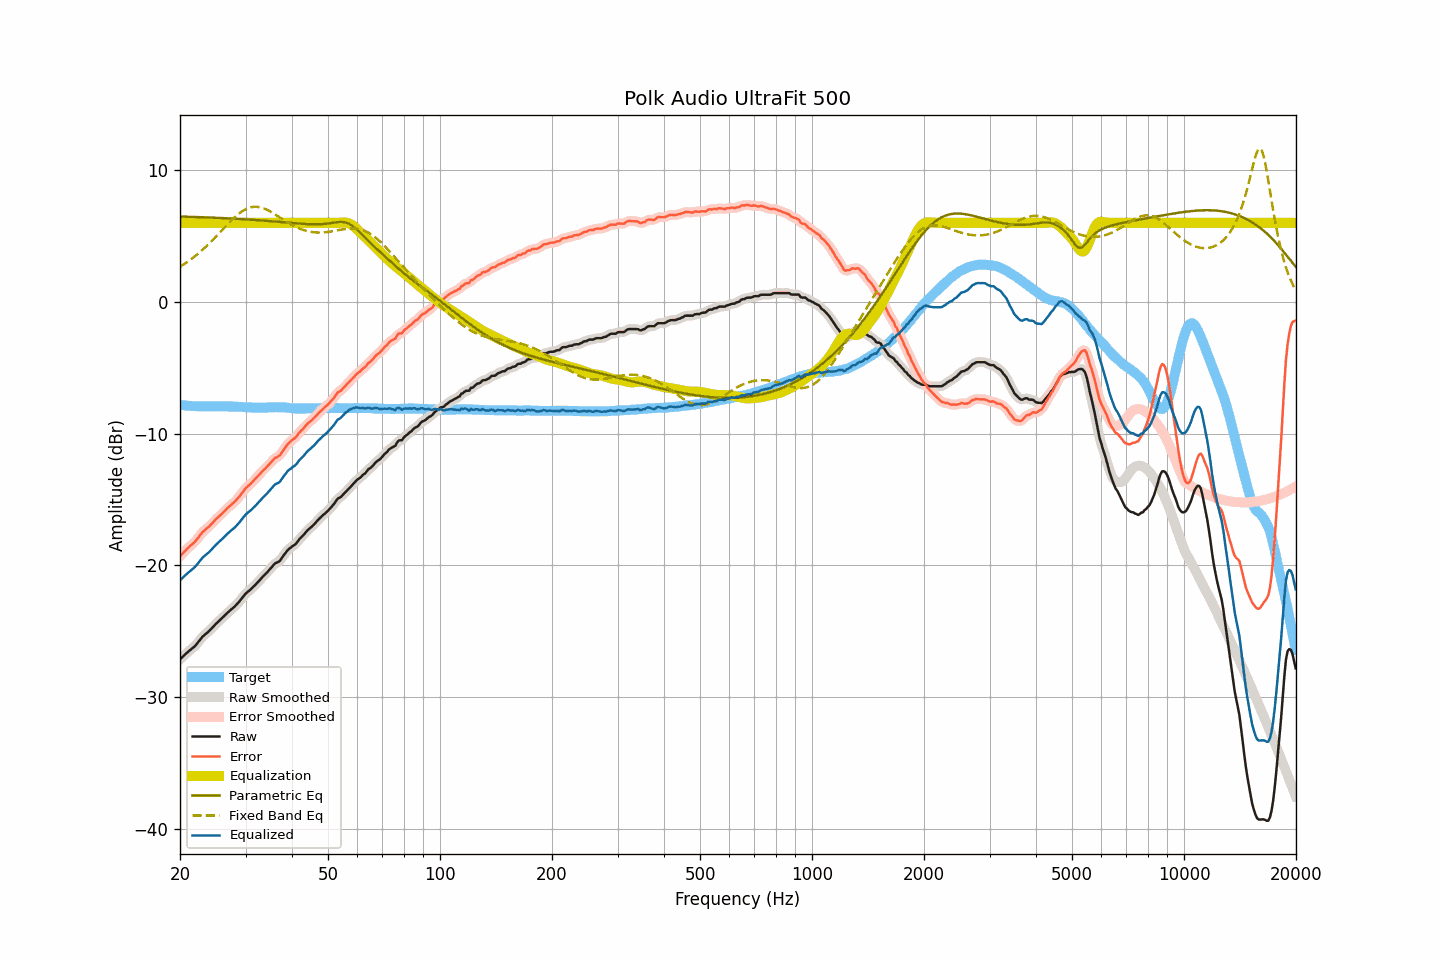 Polk Audio UltraFit 500
10
0
−10
−20
−30
−40
Amplitude (dBr)
Target
Raw Smoothed
Error Smoothed
Raw
Error
Equalization
Parametric Eq
Fixed Band Eq
Equalized
20 50 100 200 500 1000 2000 5000 10000 20000
Frequency (Hz)